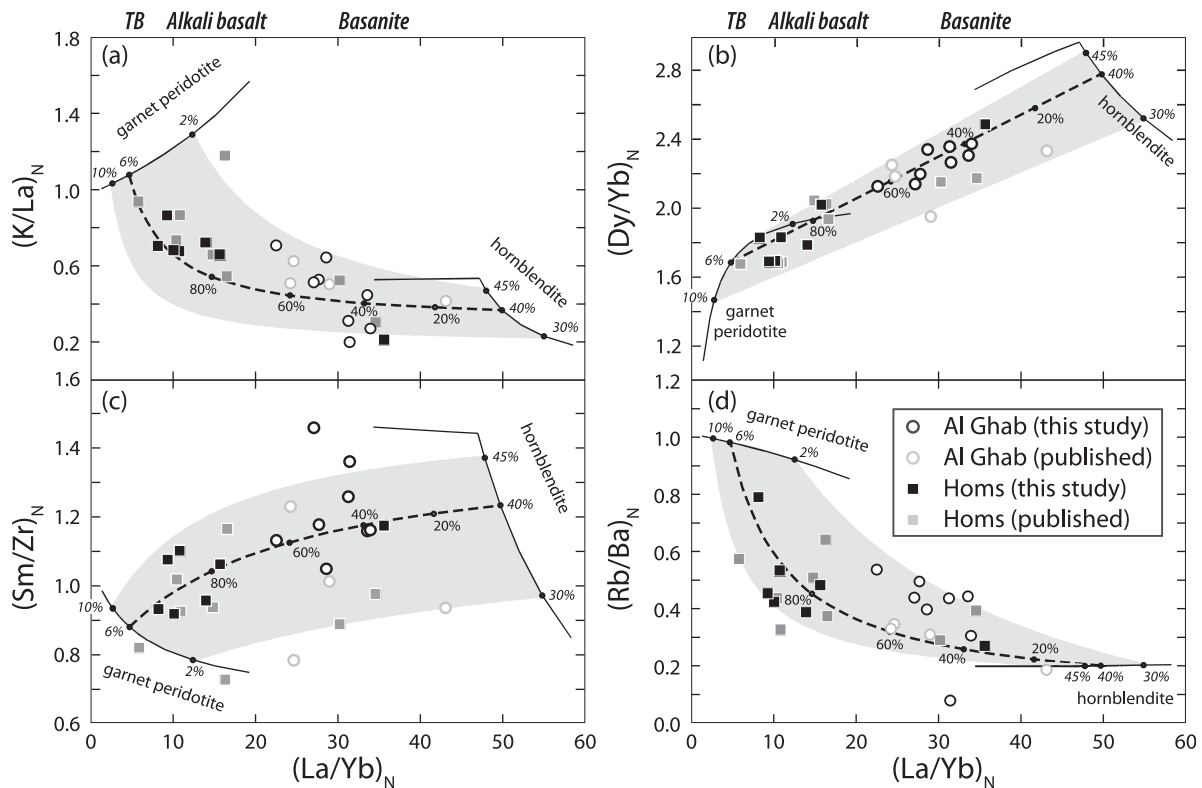 TB Alkali basalt Basanite
TB Alkali basalt Basanite
(a)
(K/La)N
1.8
1.4
1.0
0.6
0.2
garnet peridotite
10%
6%
2%
80%
60%
40%
20%
hornblendite
45%
40%
30%
(b)
(Dy/Yb)N
2.8
2.4
2.0
1.6
1.2
garnet peridotite
10%
6%
2%
80%
60%
40%
20%
hornblendite
45%
40%
30%
(c)
(Sm/Zr)N
1.6
1.4
1.2
1.0
0.8
0.6
garnet peridotite
10%
6%
2%
80%
60%
40%
20%
hornblendite
45%
40%
30%
0 10 20 30 40 50 60
(La/Yb)N
(d)
(Rb/Ba)N
1.2
1.0
0.8
0.6
0.4
0.2
0.0
garnet peridotite
10%
6%
2%
80%
60%
40%
20%
45%
40%
30%
hornblendite
Al Ghab (this study)
Al Ghab (published)
Homs (this study)
Homs (published)
0 10 20 30 40 50 60
(La/Yb)N